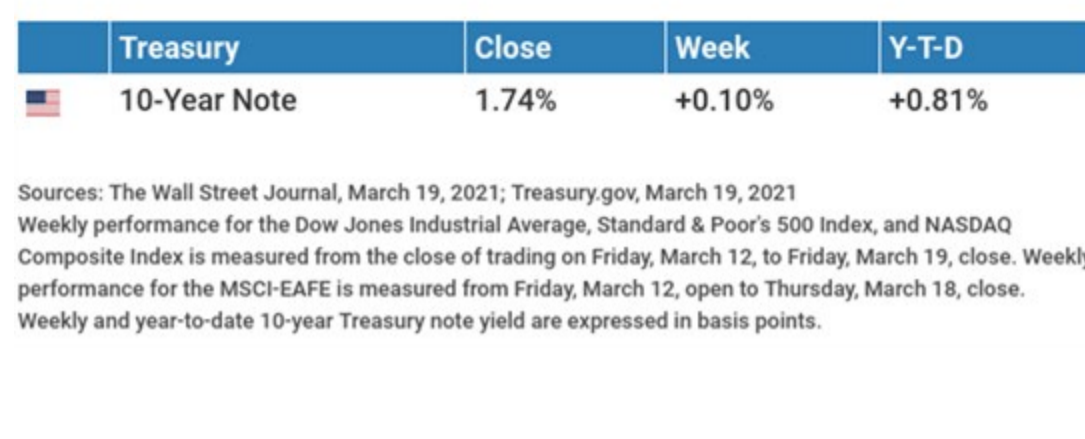 Treasury Close Week Y-T-D
10-Year Note 1.74% +0.10% +0.81%
Sources: The Wall Street Journal, March 19, 2021; Treasury.gov, March 19, 2021
Weekly performance for the Dow Jones Industrial Average, Standard & Poor's 500 Index, and NASDAQ
Composite Index is measured from the close of trading on Friday, March 12, to Friday, March 19, close. Weekly
performance for the MSCI-EAFE is measured from Friday, March 12, open to Thursday, March 18, close.
Weekly and year-to-date 10-year Treasury note yield are expressed in basis points.